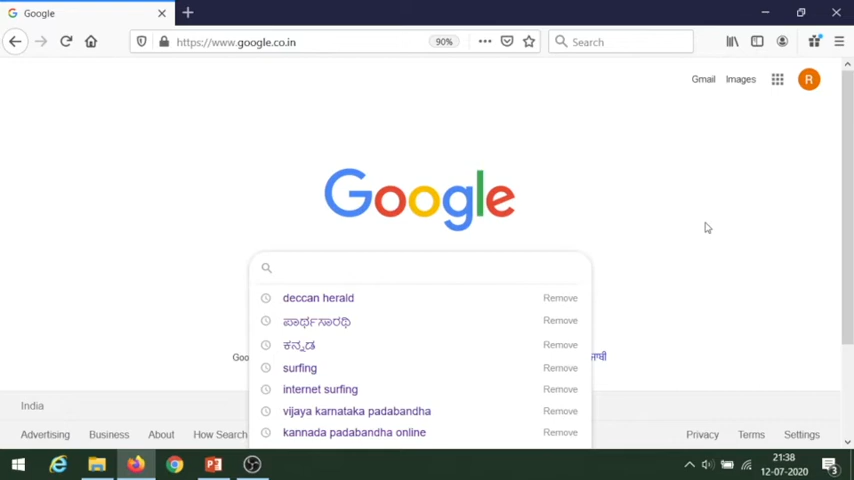 Google
https://www.google.co.in
90%
Search
Gmail
Images
R
Google
deccan herald
Remove
ಪಾರ್ಥಸಾರಥಿ
Remove
ಕನ್ನಡ
Remove
surfing
Remove
internet surfing
Remove
vijaya karnataka padabandha
kannada padabandha online
Remove
Remove
Goo
India
Advertising
Business
About
How Search
Privacy
Terms
Settings
21:38
12-07-2020
3